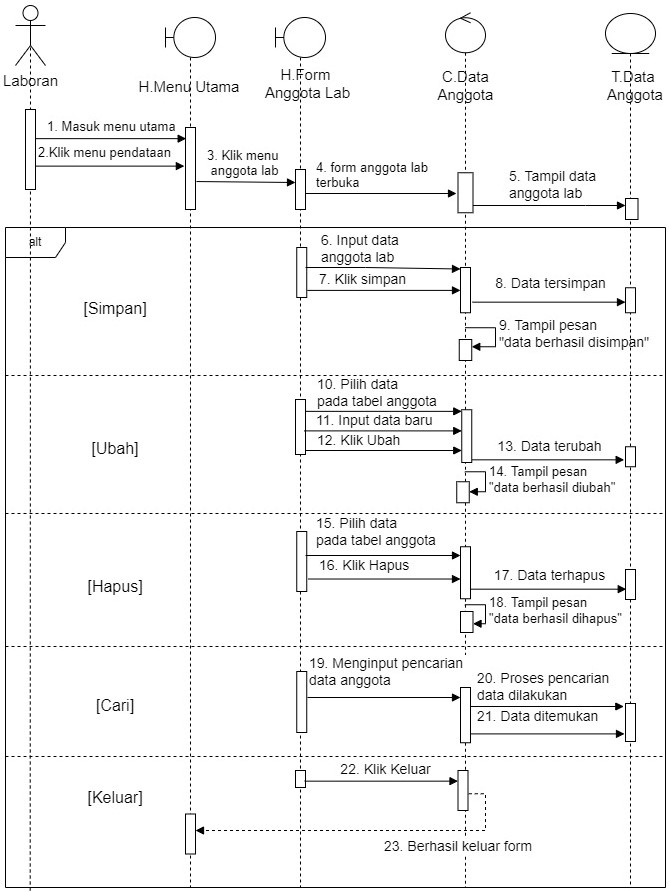 Laboran
H.Menu Utama
H.Form
Anggota Lab
C.Data
Anggota
T.Data
Anggota
1. Masuk menu utama
2.Klik menu pendataan
3. Klik menu
anggota lab
4. form anggota lab
terbuka
5. Tampil data
anggota lab
alt
[Simpan]
6. Input data
anggota lab
7. Klik simpan
8. Data tersimpan
9. Tampil pesan
"data berhasil disimpan"
[Ubah]
10. Pilih data
pada tabel anggota
11. Input data baru
12. Klik Ubah
13. Data terubah
14. Tampil pesan
"data berhasil diubah"
[Hapus]
15. Pilih data
pada tabel anggota
16. Klik Hapus
17. Data terhapus
18. Tampil pesan
"data berhasil dihapus"
[Cari]
19. Menginput pencarian
data anggota
20. Proses pencarian
data dilakukan
21. Data ditemukan
[Keluar]
22. Klik Keluar
23. Berhasil keluar form